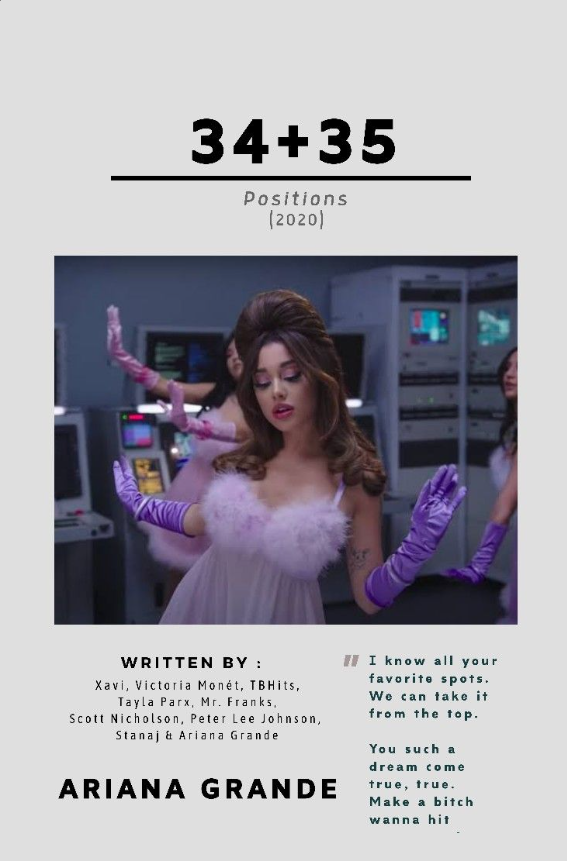 34+35
Positions
(2020)
WRITTEN BY :
Xavi, Victoria Monét, TBHits,
Tayla Parx, Mr. Franks,
Scott Nicholson, Peter Lee Johnson,
Stanaj & Ariana Grande
ARIANA GRANDE
" I know all your
favorite spots.
We can take it
from the top.
You such a
dream come
true, true.
Make a bitch
wanna hit